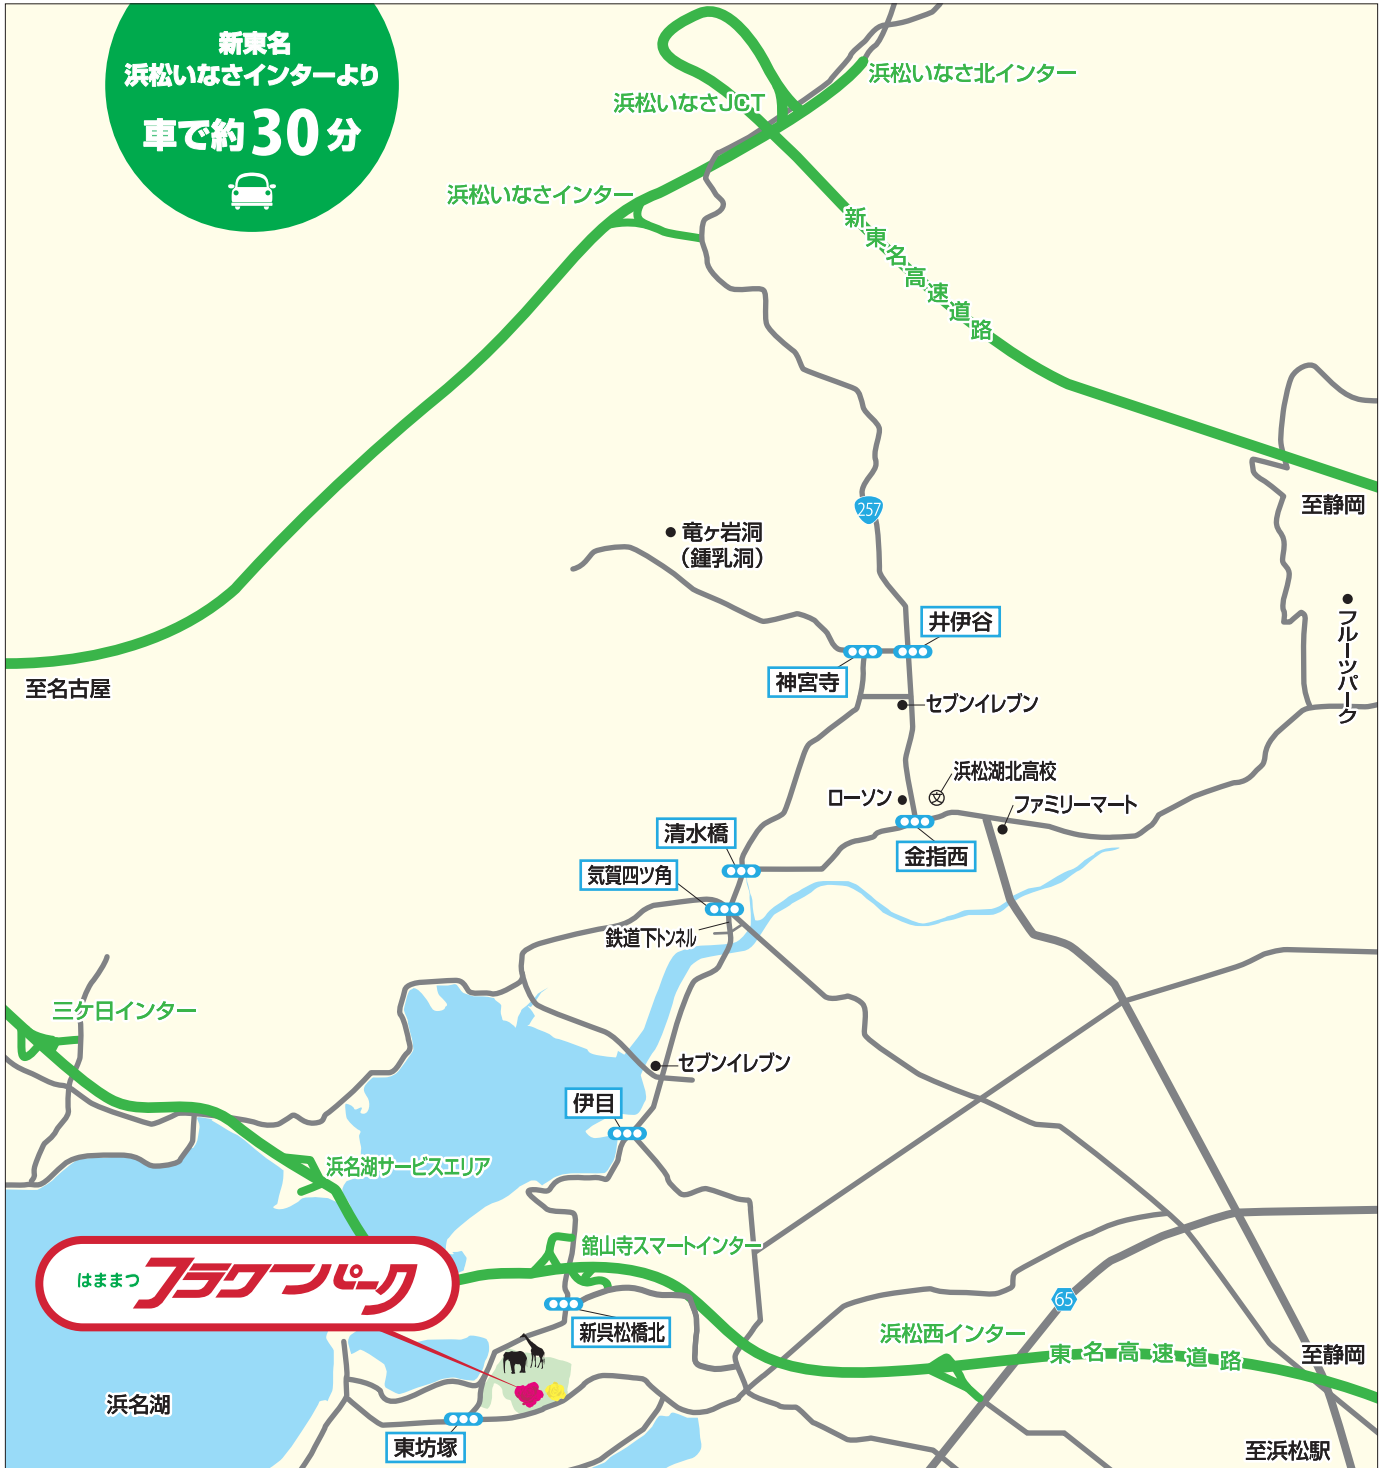 新東名
浜松いなさインターより
車で約30分
浜松いなさ北インター
浜松いなさJCT
浜松いなさインター
新東名高速道路
至静岡
257
竜ヶ岩洞
（鍾乳洞）
フルーツパーク
井伊谷
神宮寺
至名古屋
セブンイレブン
浜松湖北高校
ローソン
文
ファミリーマート
清水橋
金指西
気賀四ツ角
鉄道下トンネル
三ケ日インター
セブンイレブン
伊目
浜名湖サービスエリア
舘山寺スマートインター
はままつ フラワーパーク
65
新呉松橋北
浜松西インター
東名高速道路
至静岡
浜名湖
東坊塚
至浜松駅